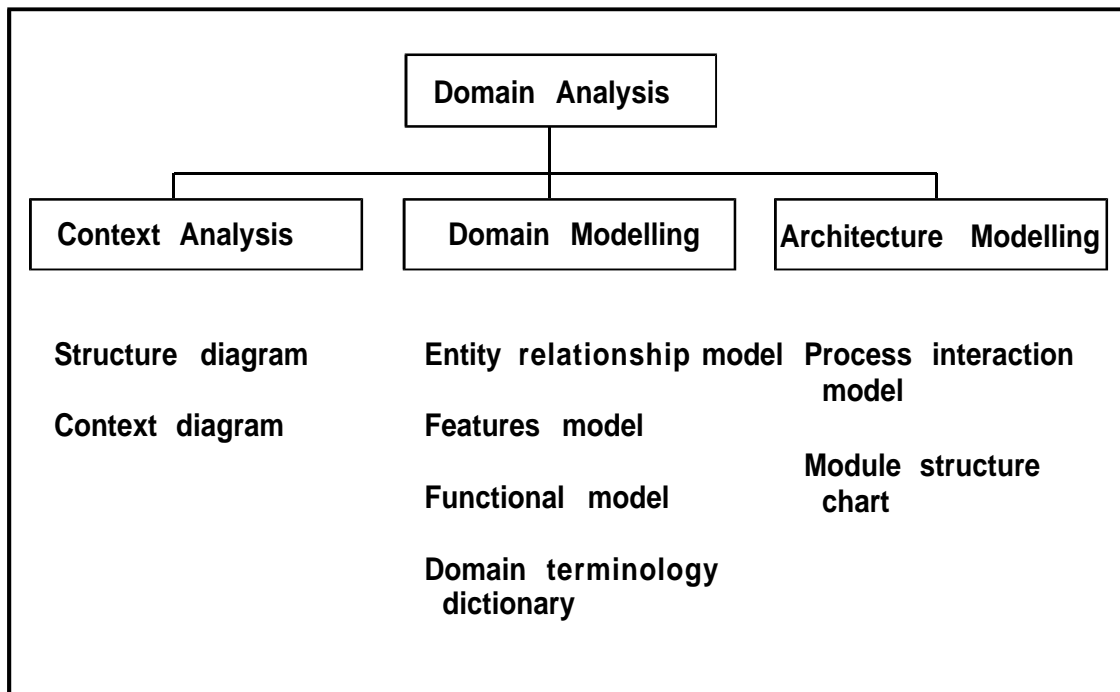 Domain Analysis
Context Analysis
Domain Modelling
Architecture Modelling
Structure diagram
Context diagram
Entity relationship model
Features model
Functional model
Domain terminology
dictionary
Process interaction
model
Module structure
chart